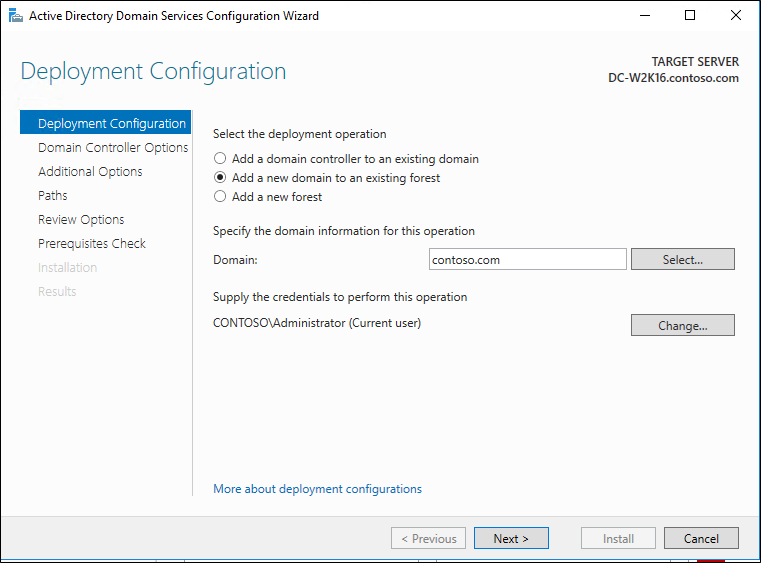 Active Directory Domain Services Configuration Wizard
Deployment Configuration
TARGET SERVER
DC-W2K16.contoso.com
Deployment Configuration
Domain Controller Options
Additional Options
Paths
Review Options
Prerequisites Check
Installation
Results
Select the deployment operation
Add a domain controller to an existing domain
Add a new domain to an existing forest
Add a new forest
Specify the domain information for this operation
Domain:
contoso.com
Select...
Supply the credentials to perform this operation
CONTOSO\Administrator (Current user)
Change...
More about deployment configurations
< Previous
Next >
Install
Cancel